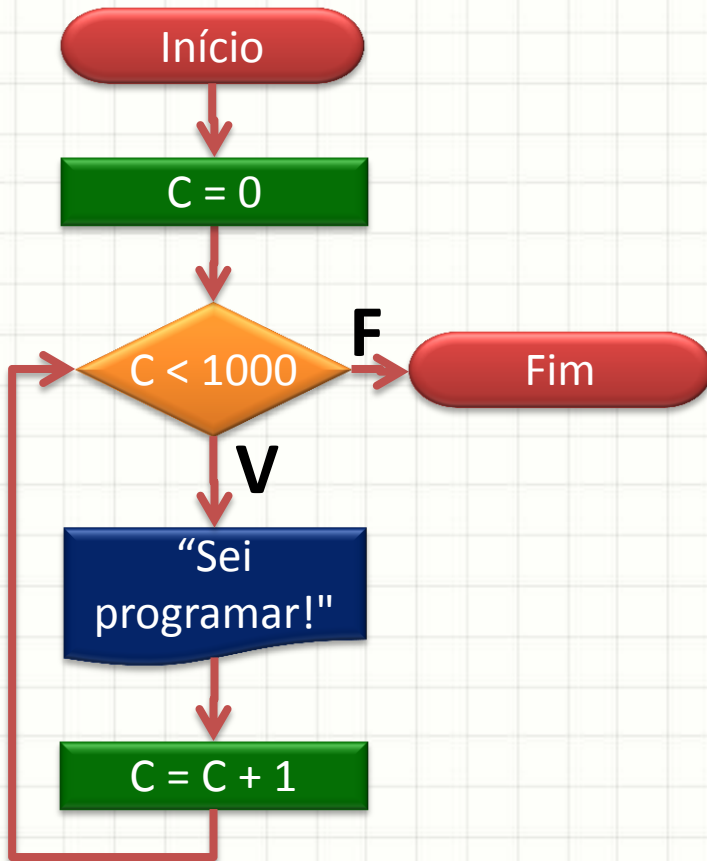 Início
C = 0
C < 1000
F
Fim
V
“Sei
programar!"
C = C + 1